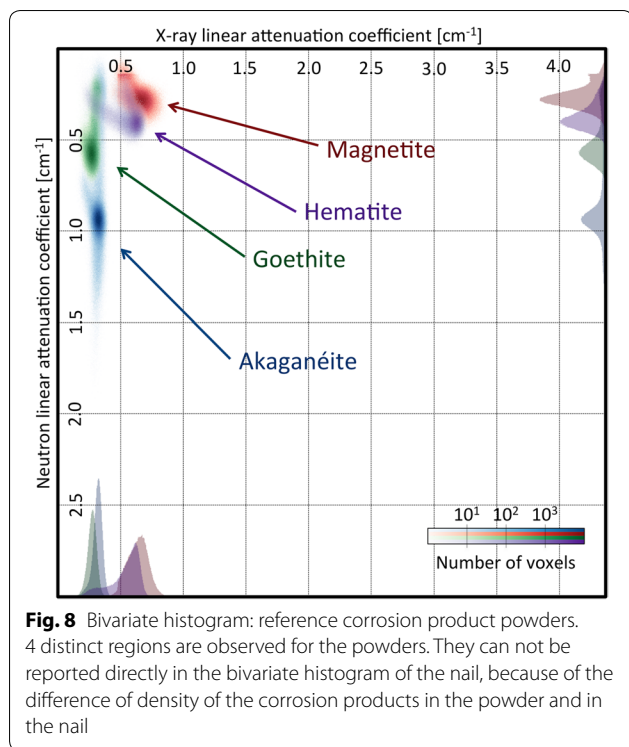 X-ray linear attenuation coefficient [cm⁻¹]
0.5 1.0 1.5 2.0 2.5 3.0 3.5 4.0
Neutron linear attenuation coefficient [cm⁻¹]
0.5
1.0
1.5
2.0
2.5
Magnetite
Hematite
Goethite
Akaganéite
10¹ 10² 10³
Number of voxels
Fig. 8 Bivariate histogram: reference corrosion product powders.
4 distinct regions are observed for the powders. They can not be
reported directly in the bivariate histogram of the nail, because of the
difference of density of the corrosion products in the powder and in
the nail